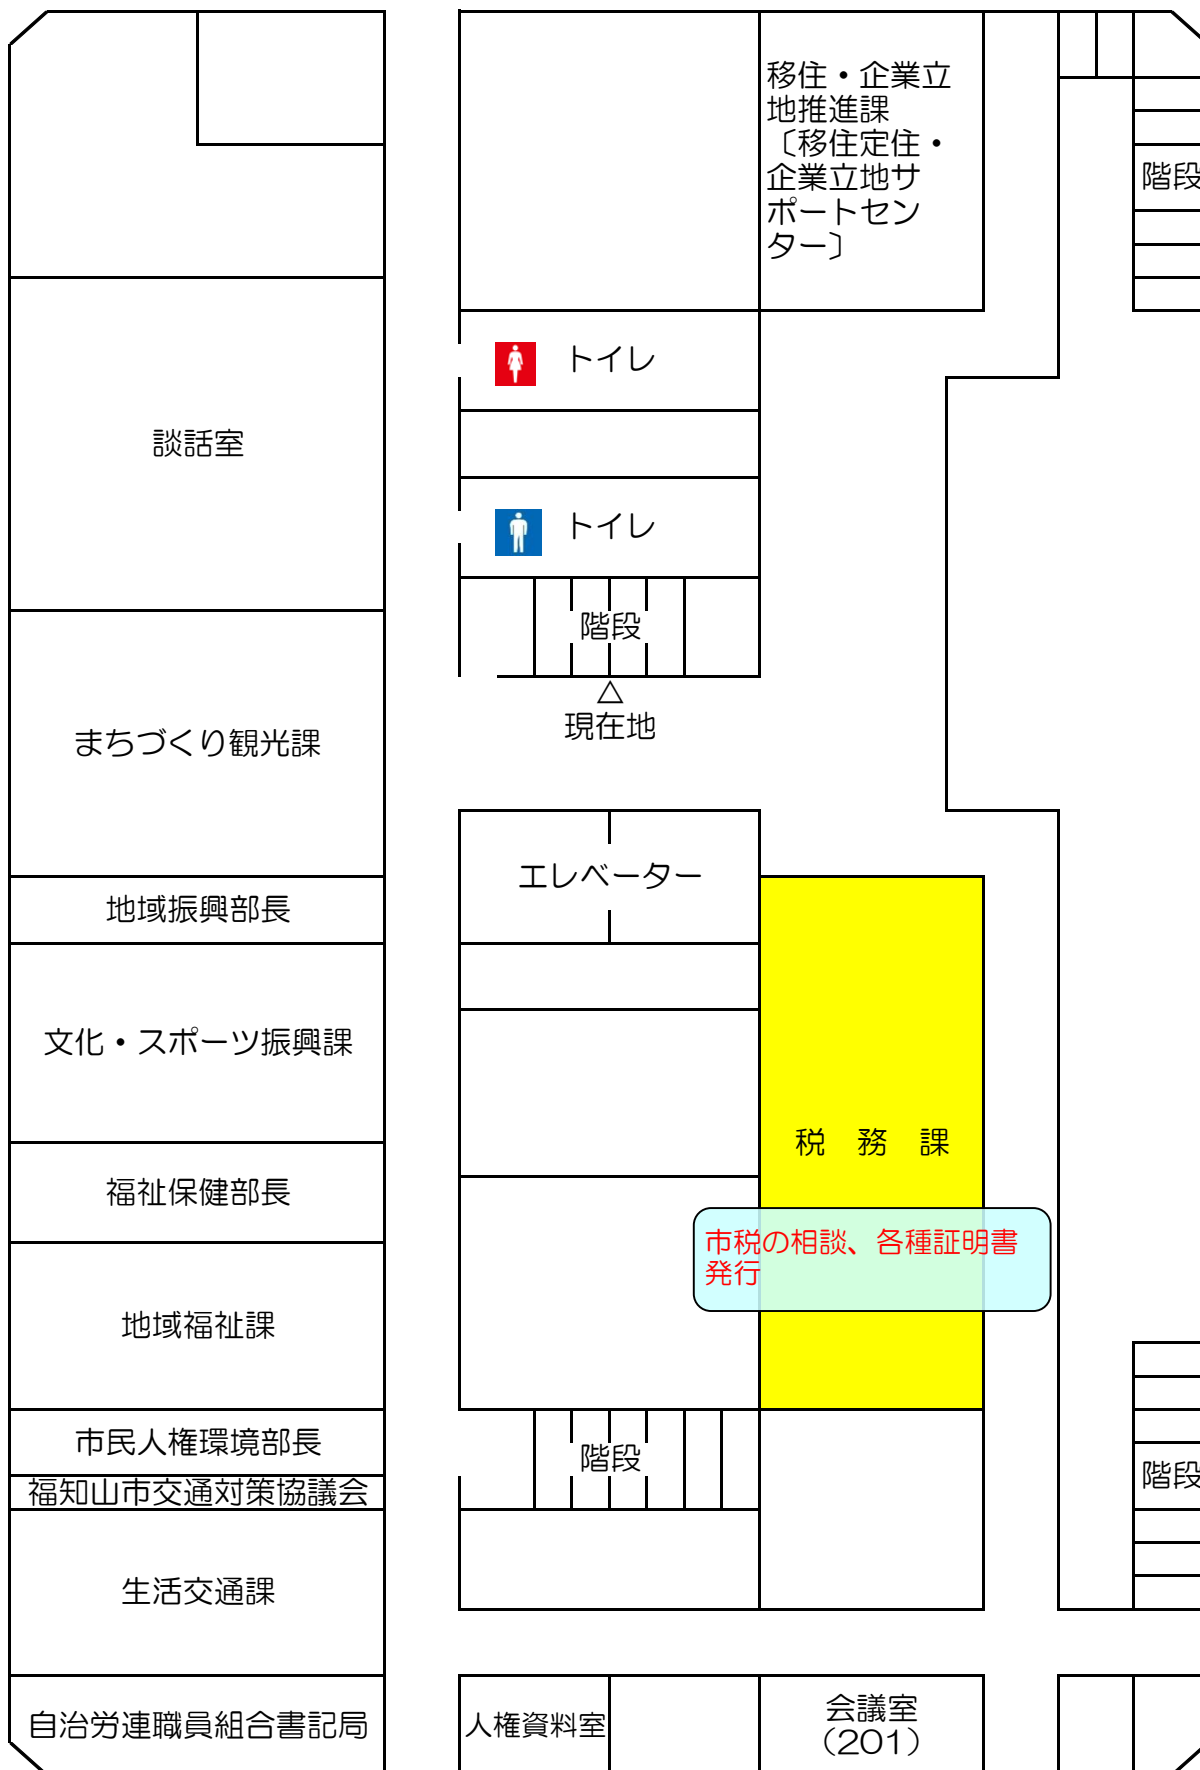 移住・企業立
地推進課
〔移住定住・
企業立地サ
ポートセン
ター〕
階段
トイレ
談話室
トイレ
階段
△
現在地
まちづくり観光課
エレベーター
地域振興部長
文化・スポーツ振興課
税　務　課
福祉保健部長
市税の相談、各種証明書
発行
地域福祉課
市民人権環境部長
階段
階段
福知山市交通対策協議会
生活交通課
自治労連職員組合書記局
人権資料室
会議室
（201）